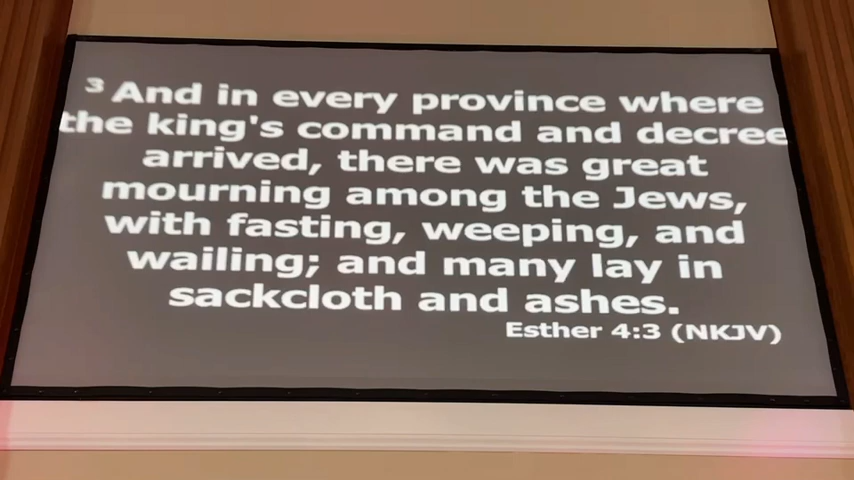 3 And in every province where
the king's command and decree
arrived, there was great
mourning among the Jews,
with fasting, weeping, and
wailing; and many lay in
sackcloth and ashes.
Esther 4:3 (NKJV)